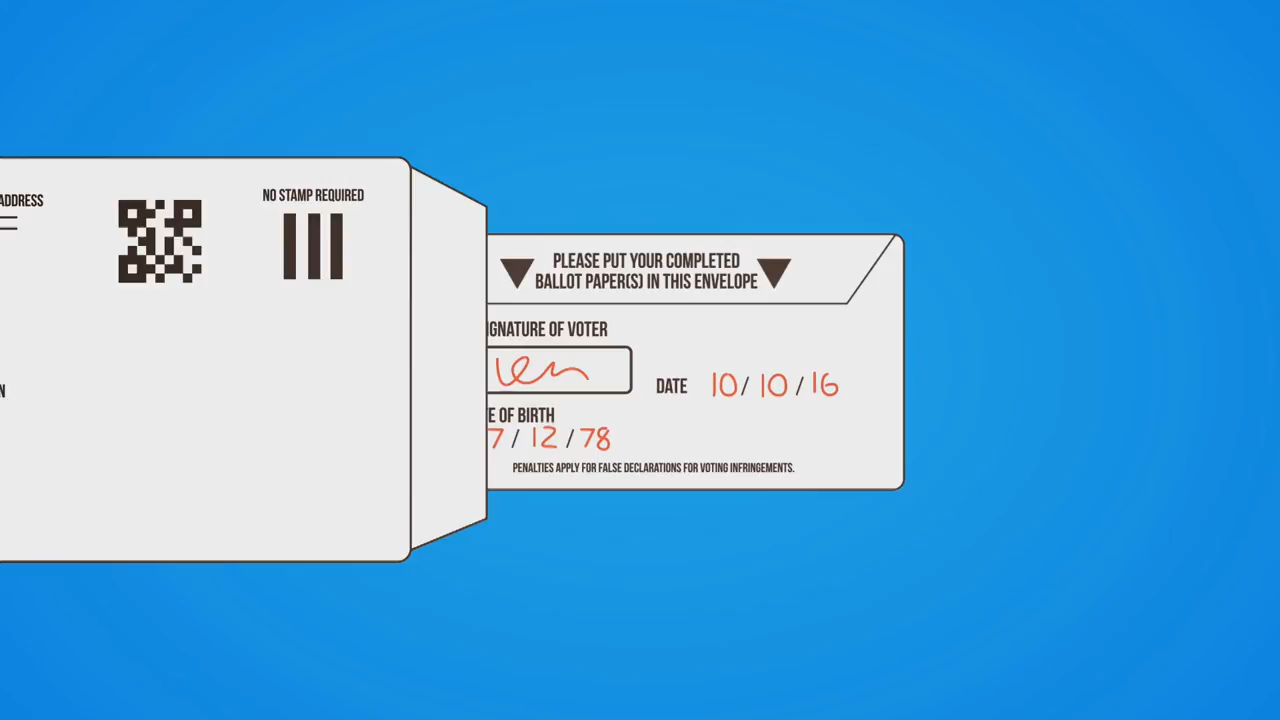 ADDRESS
NO STAMP REQUIRED
PLEASE PUT YOUR COMPLETED
BALLOT PAPER(S) IN THIS ENVELOPE
IGNATURE OF VOTER
DATE 10/10/16
E OF BIRTH
7/12/78
PENALTIES APPLY FOR FALSE DECLARATIONS FOR VOTING INFRINGEMENTS.
N